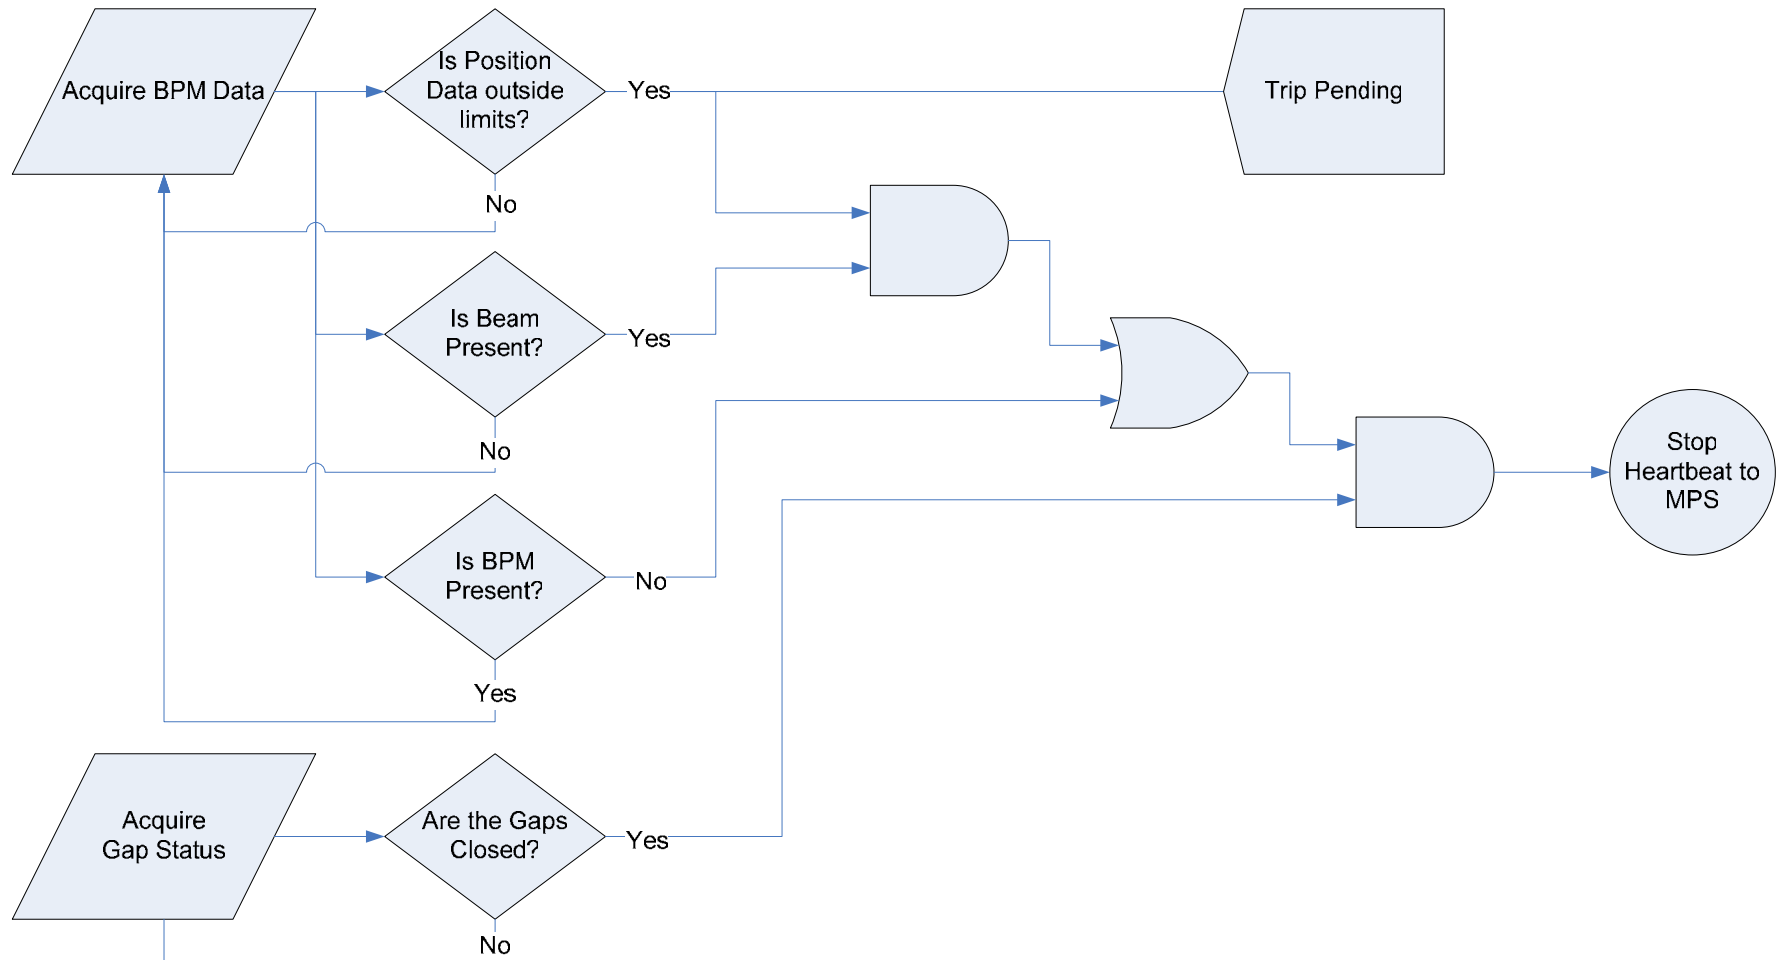 Acquire BPM Data
Is Position
Data outside
limits?
Yes
Trip Pending
No
Is Beam
Present?
Yes
No
Stop
Heartbeat to
MPS
Is BPM
Present?
No
Yes
Acquire
Gap Status
Are the Gaps
Closed?
Yes
No